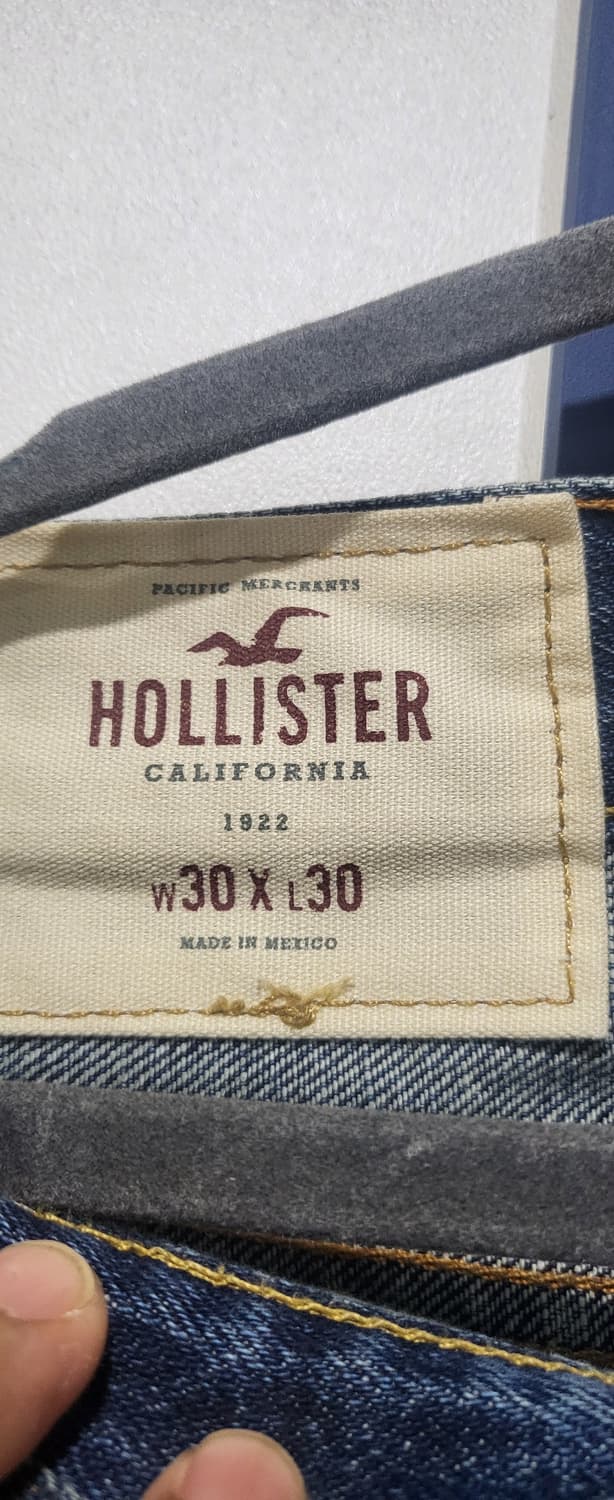 PACIFIC MERCHANTS
HOLLISTER
CALIFORNIA
1922
W30 X L30
MADE IN MEXICO